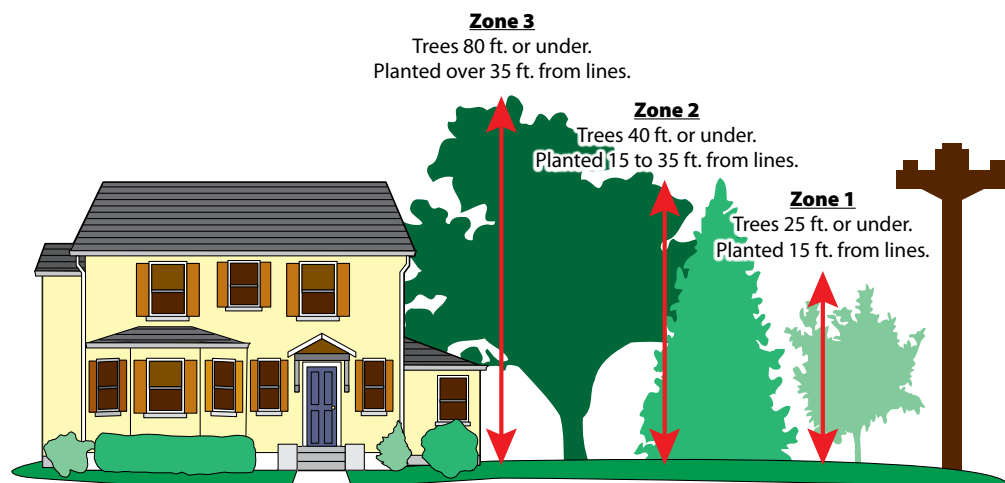 Zone 3
Trees 80 ft. or under.
Planted over 35 ft. from lines.
Zone 2
Trees 40 ft. or under.
Planted 15 to 35 ft. from lines.
Zone 1
Trees 25 ft. or under.
Planted 15 ft. from lines.